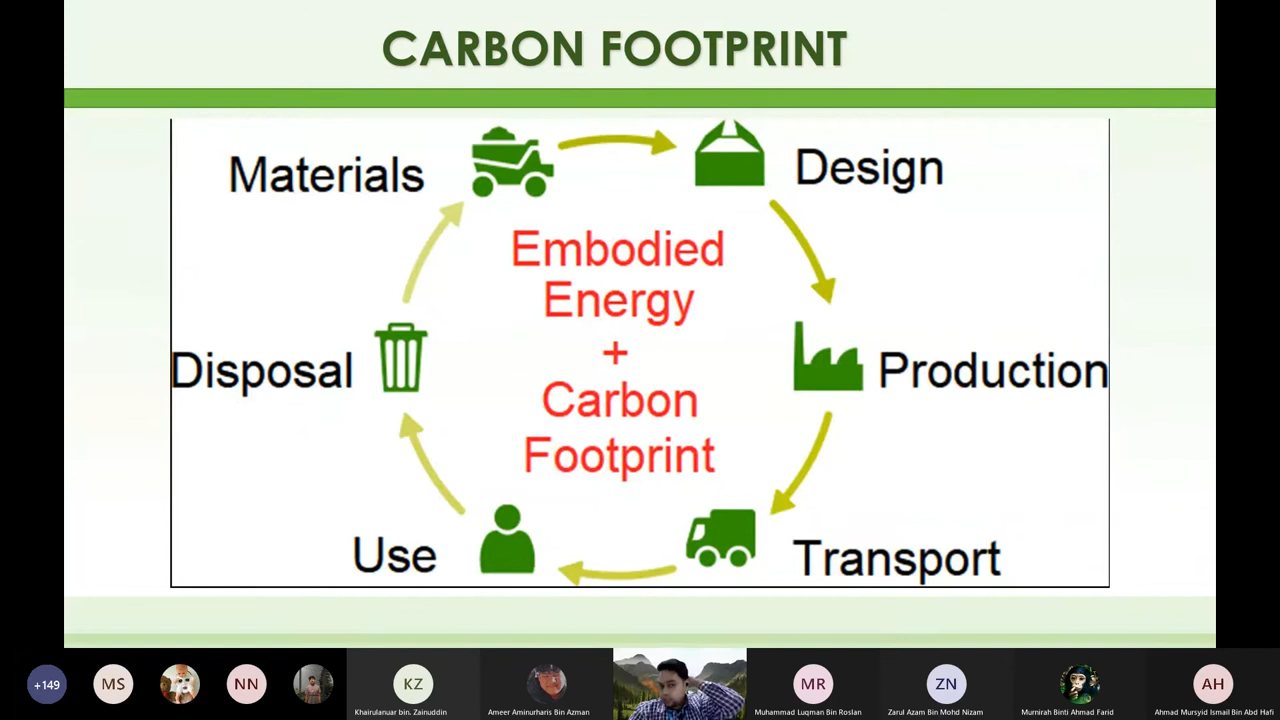 CARBON FOOTPRINT
Materials
Design
Embodied
Energy
+
Carbon
Footprint
Disposal
Production
Use
Transport
+149
MS
NN
KZ
MR
ZN
AH
Khairulanuar bin. Zainuddin
Ameer Aminurharis Bin Azman
Muhammad Luqman Bin Roslan
Zarul Azam Bin Mohd Nizam
Murnirah Binti Ahmad Farid
Ahmad Mursyid Ismail Bin Abd Hafi